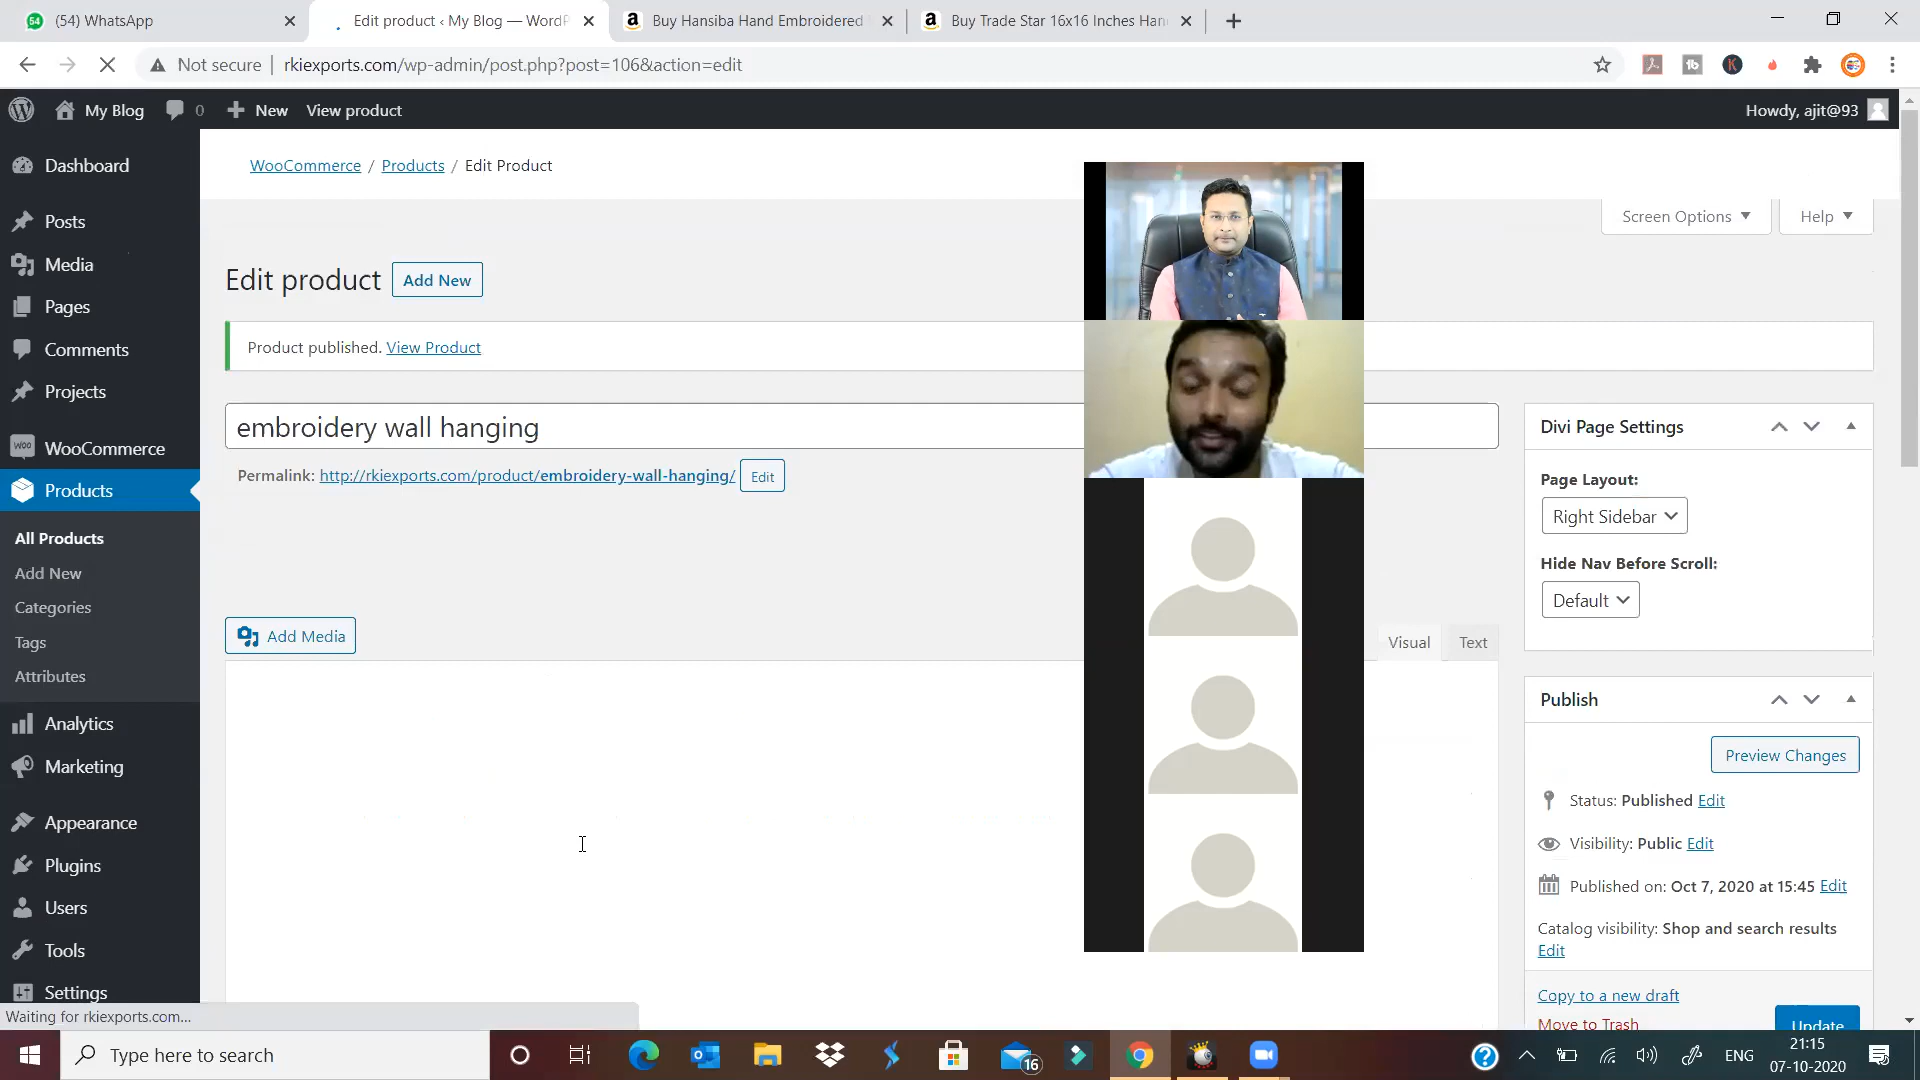 (54) WhatsApp
Edit product ‹ My Blog — WordP
Buy Hansiba Hand Embroidered
Buy Trade Star 16x16 Inches Han
Not secure
rkiexports.com/wp-admin/post.php?post=106&action=edit
My Blog
0
New
View product
Howdy, ajit@93
Dashboard
Posts
Media
Pages
Comments
Projects
WooCommerce
Products
All Products
Add New
Categories
Tags
Attributes
Analytics
Marketing
Appearance
Plugins
Users
Tools
Settings
WooCommerce / Products / Edit Product
Screen Options
Help
Edit product
Add New
Product published. View Product
embroidery wall hanging
Permalink: http://rkiexports.com/product/embroidery-wall-hanging/ Edit
Add Media
Visual
Text
Divi Page Settings
Page Layout:
Right Sidebar
Hide Nav Before Scroll:
Default
Publish
Preview Changes
Status: Published Edit
Visibility: Public Edit
Published on: Oct 7, 2020 at 15:45 Edit
Catalog visibility: Shop and search results
Edit
Copy to a new draft
Move to Trash
Update
Waiting for rkiexports.com...
Type here to search
16
ENG
21:15
07-10-2020